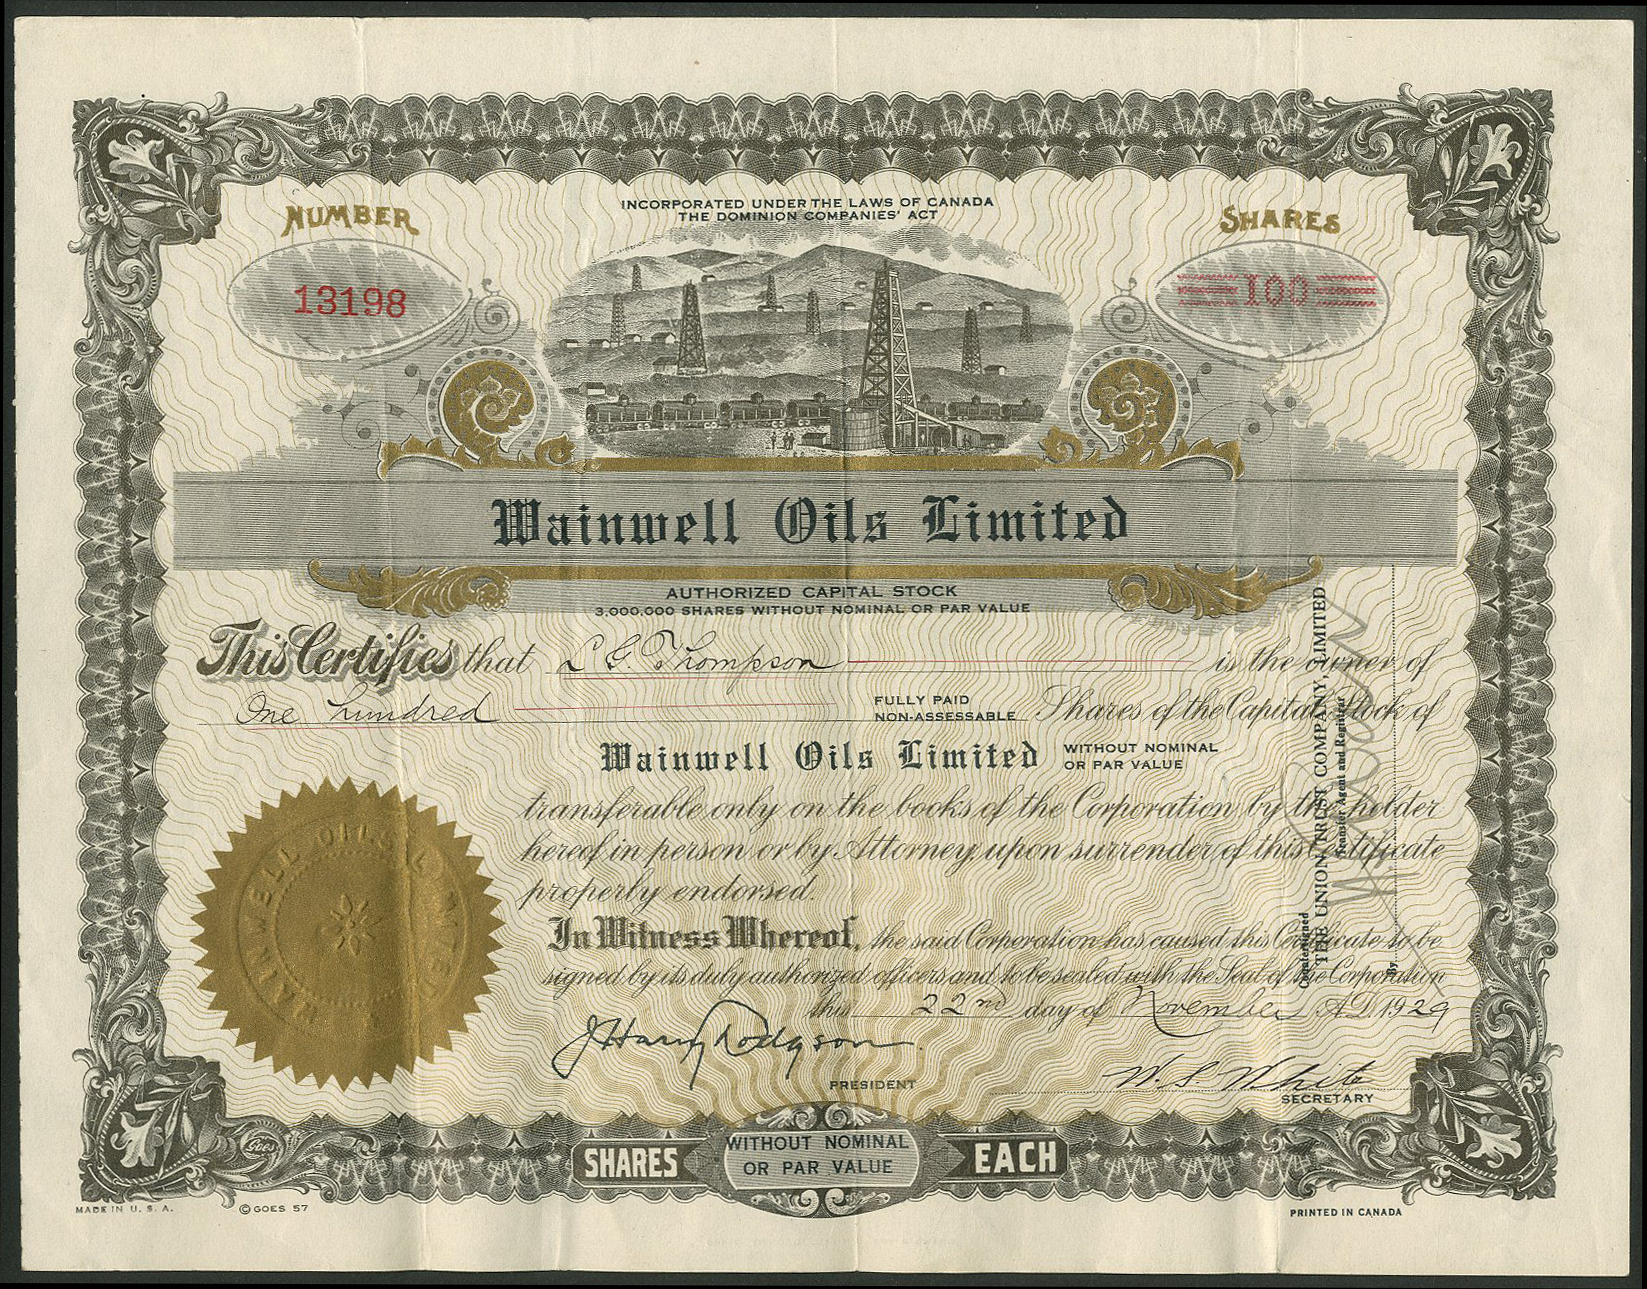 INCORPORATED UNDER THE LAWS OF CANADA
THE DOMINION COMPANIES' ACT
NUMBER
13198
SHARES
100
Wainwell Oils Limited
AUTHORIZED CAPITAL STOCK
3,000,000 SHARES WITHOUT NOMINAL OR PAR VALUE
This Certifies that L G. Thompson is the owner of
One hundred FULLY PAID NON-ASSESSABLE Shares of the Capital Stock of
Wainwell Oils Limited WITHOUT NOMINAL OR PAR VALUE
transferable only on the books of the Corporation by the holder
hereof in person or by Attorney upon surrender of this Certificate
properly endorsed.
In Witness Whereof, the said Corporation has caused this Certificate to be
signed by its duly authorized officers and to be sealed with the Seal of the Corporation
this 22nd day of November A.D. 1929
J Harry Hodgson
PRESIDENT
W. S. White
SECRETARY
Countersigned
THE UNION TRUST COMPANY, LIMITED
Transfer Agent and Registrar
By
WAINWELL OILS LIMITED
SHARES
WITHOUT NOMINAL
OR PAR VALUE
EACH
Goes
MADE IN U. S. A.
© GOES 57
PRINTED IN CANADA